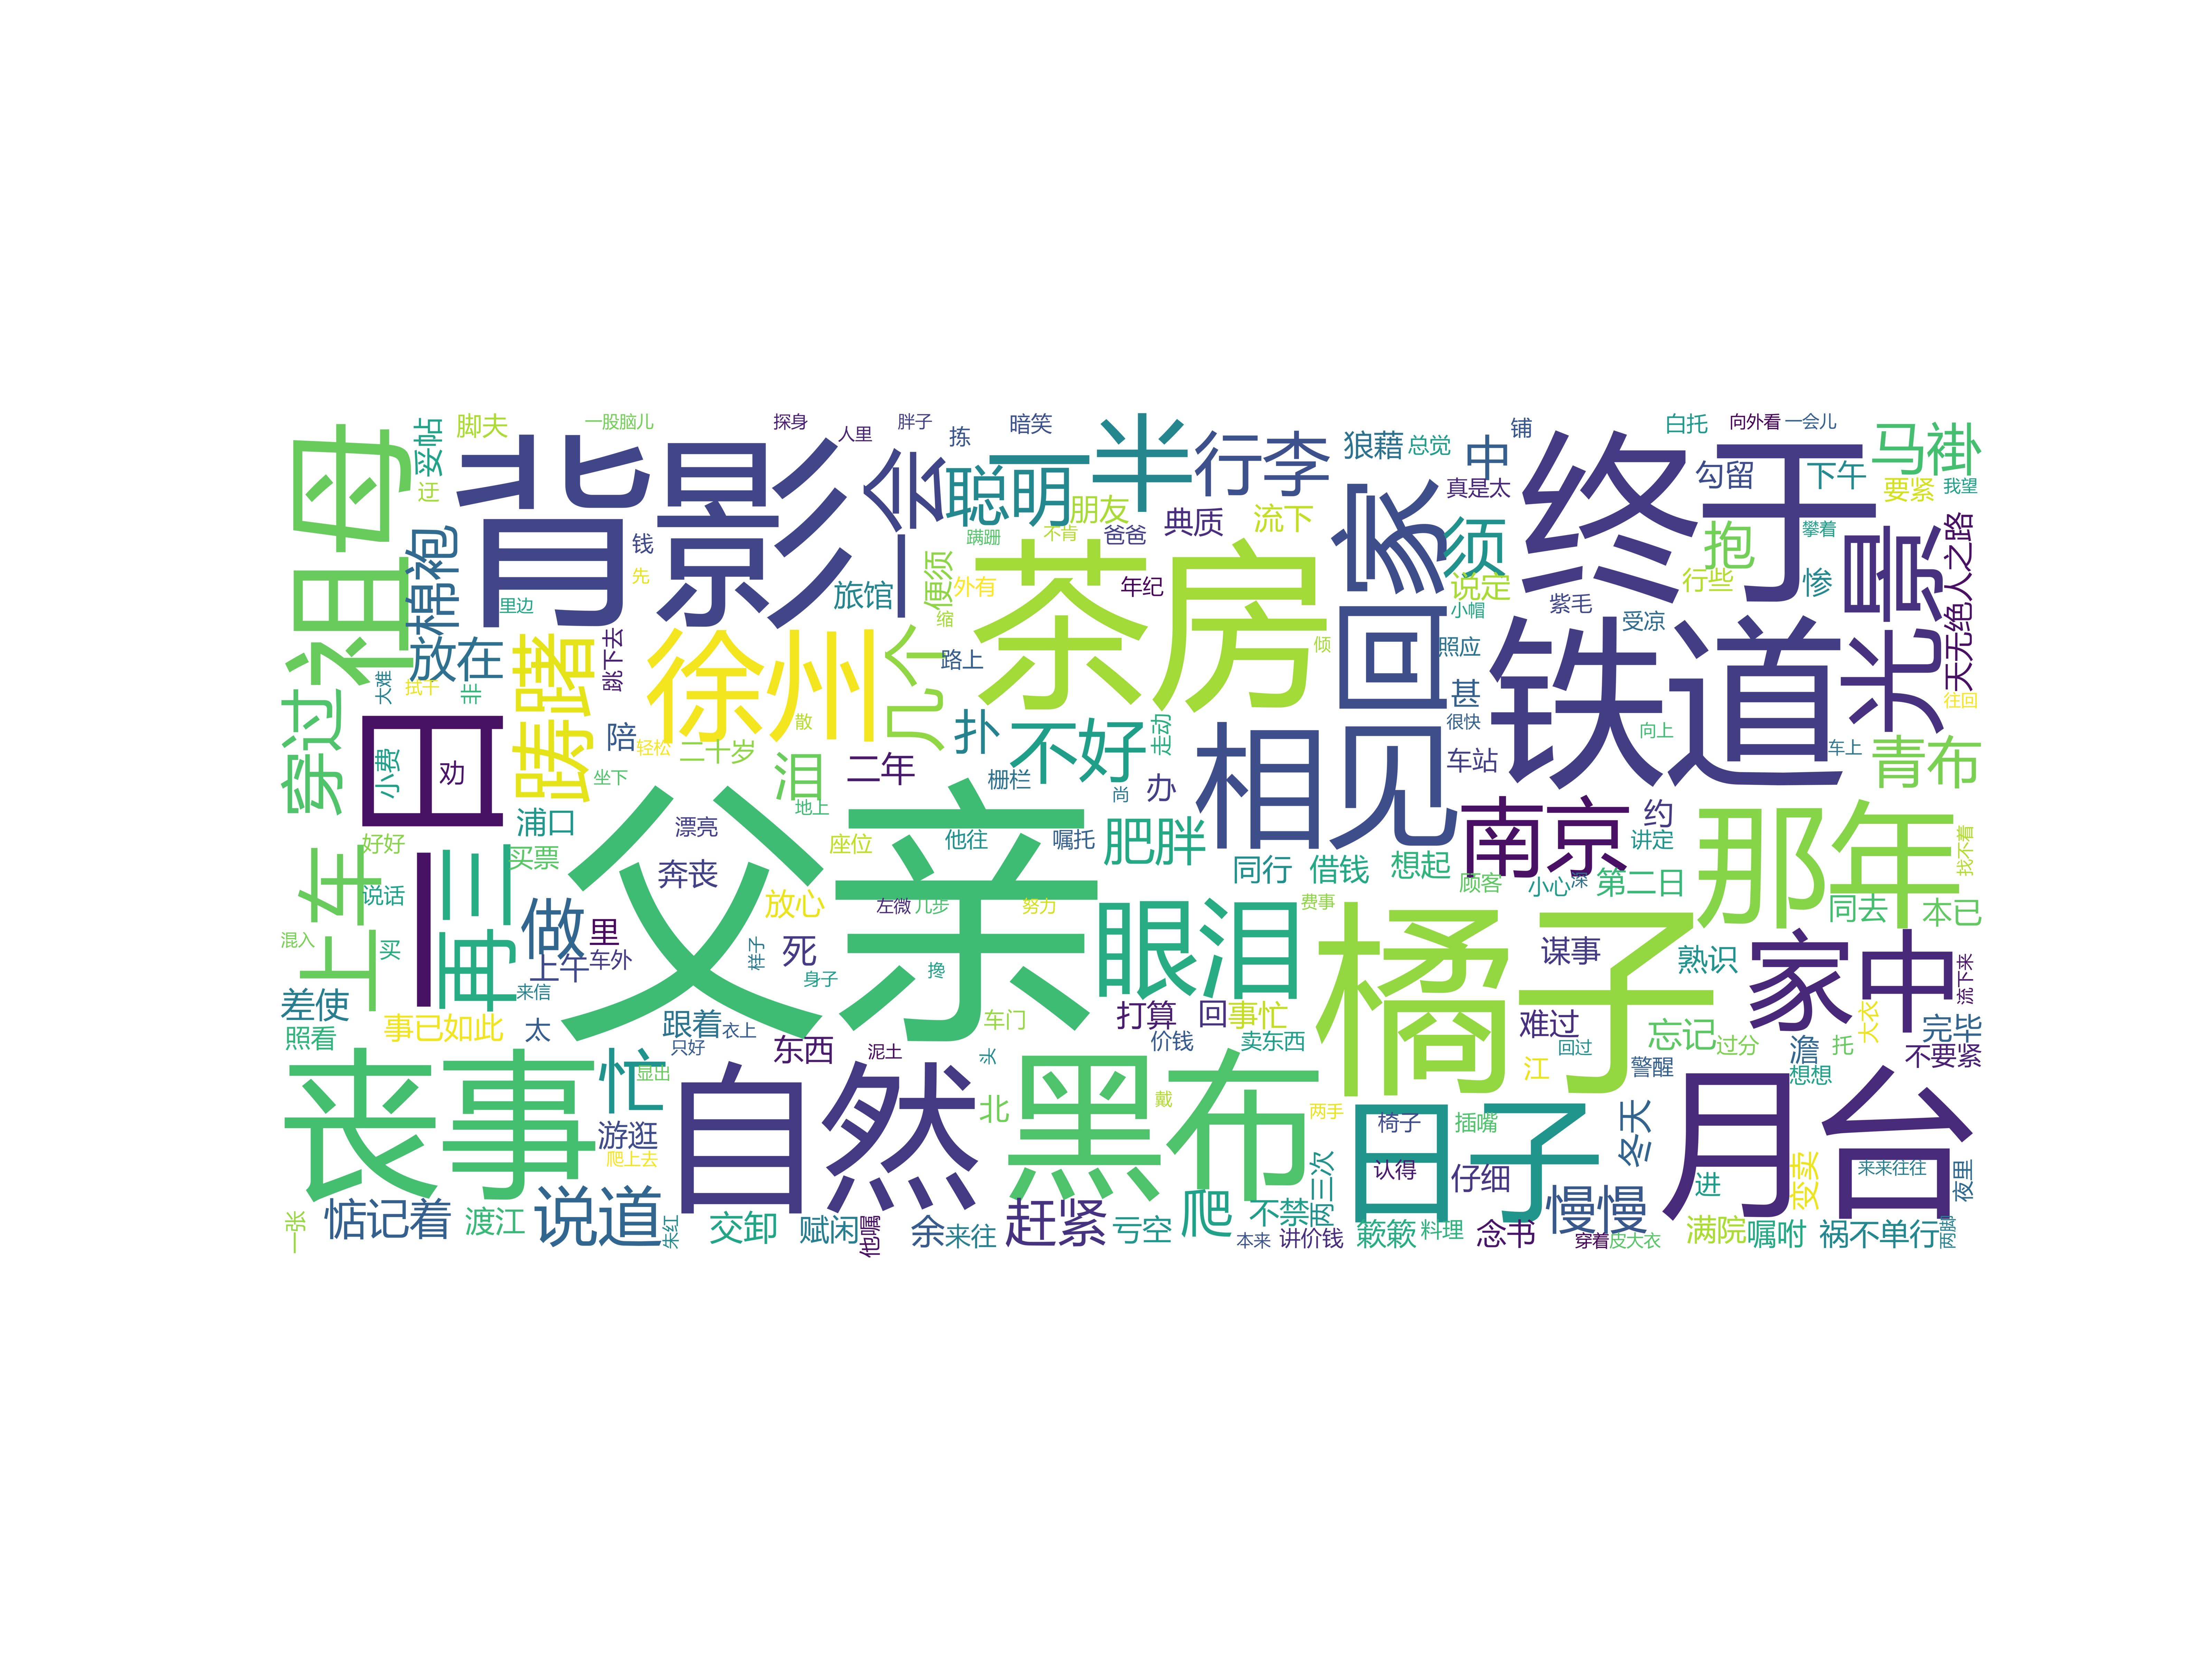 脚夫
一股脑儿
探身
人里
胖子
拣
暗笑
一半
行李
狼藉
总觉
中
铺
终于
白托
向外看
一会儿
勾留
下午
马褂
要紧
我望
祖母
妥帖
迂
背影
一会
聪明
朋友
典质
流下
真是太
须
家
抱
攀着
光景
天无绝人之路
棉袍
钱
先
里边
旅馆
便须
外有
缩
蹒跚
不肯
爸爸
茶房
年纪
说定
小帽
紫毛
行些
惨
受凉
回
放在
踌躇
跳下去
徐州
几个
路上
倾
照应
甚
铁道
往回
穿过
大难
拭干
非
陪
轻松
散
扑
不好
走动
很快
向上
车上
青布
日
小费
劝
坐下
二十岁
泪
地上
二年
栅栏
尚
办
相见
车站
浦口
买票
漂亮
座位
他往
嘱托
肥胖
同行
借钱
想起
南京
约
讲定
那年
找不着
好好
说话
上车
一
再三
奔丧
父亲
放心
左微
几步
努力
眼泪
费事
顾客
小心
深
第二日
同去
本已
混入
买
做
里
上午
车外
来信
样子
死
身子
搀
橘子
谋事
熟识
家中
流下来
差使
照看
事已如此
太
跟着
衣上
只好
东西
泥土
车门
头
打算
回
事忙
价钱
卖东西
难过
江
回过
忘记
过分
警醒
澹
托
想想
大衣
完毕
不要紧
丧事
忙
显出
游逛
爬上去
自然
北
黑布
戴
两手
日子
椅子
插嘴
认得
仔细
冬天
月台
进
变卖
来来往往
夜里
一张
惦记着
渡江
说道
朱红
交卸
赋闲
他嘱
余
来往
赶紧
亏空
爬
不禁
两三次
本来
讲价钱
簌簌
料理
念书
慢慢
穿着
皮大衣
满院
嘱咐
祸不单行
两脚